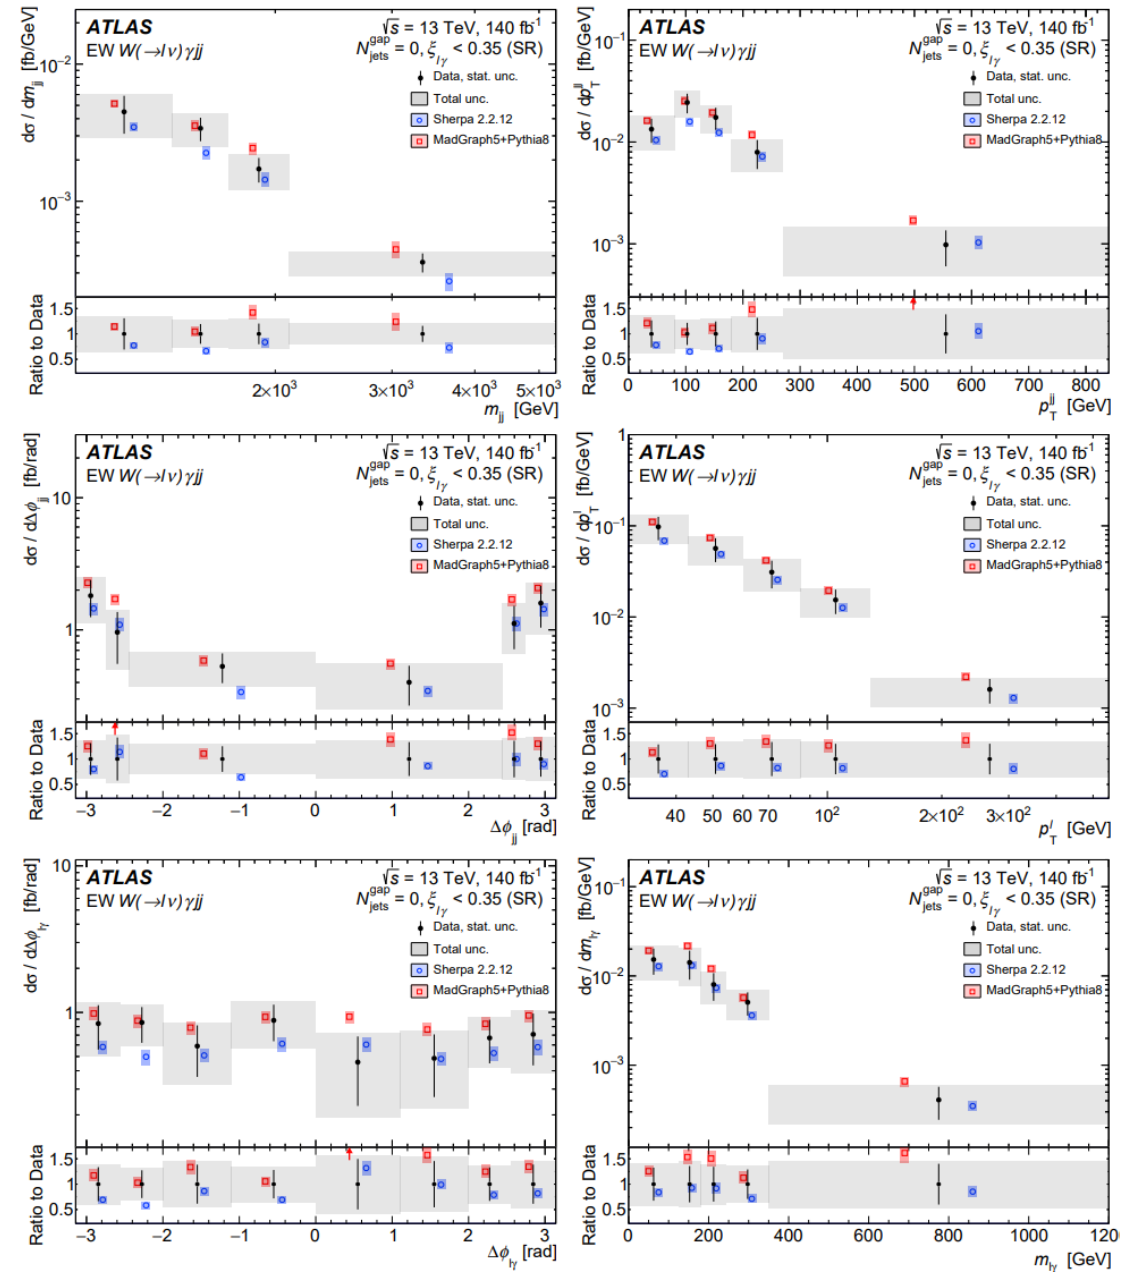 ATLAS
√s = 13 TeV, 140 fb⁻¹
EW W(→lν)γjj
N^gap_jets = 0, ξ_lγ < 0.35 (SR)
Data, stat. unc.
Total unc.
Sherpa 2.2.12
MadGraph5+Pythia8
dσ / dm_jj [fb/GeV]
10⁻²
10⁻³
Ratio to Data
1.5
1
0.5
2×10³ 3×10³ 4×10³ 5×10³
m_jj [GeV]
ATLAS
√s = 13 TeV, 140 fb⁻¹
EW W(→lν)γjj
N^gap_jets = 0, ξ_lγ < 0.35 (SR)
Data, stat. unc.
Total unc.
Sherpa 2.2.12
MadGraph5+Pythia8
dσ / dp_T^jj [fb/GeV]
10⁻¹
10⁻²
10⁻³
Ratio to Data
1.5
1
0.5
0 100 200 300 400 500 600 700 800
p_T^jj [GeV]
ATLAS
√s = 13 TeV, 140 fb⁻¹
EW W(→lν)γjj
N^gap_jets = 0, ξ_lγ < 0.35 (SR)
Data, stat. unc.
Total unc.
Sherpa 2.2.12
MadGraph5+Pythia8
dσ / dΔϕ_jj [fb/rad]
10
1
Ratio to Data
1.5
1
0.5
−3 −2 −1 0 1 2 3
Δϕ_jj [rad]
ATLAS
√s = 13 TeV, 140 fb⁻¹
EW W(→lν)γjj
N^gap_jets = 0, ξ_lγ < 0.35 (SR)
Data, stat. unc.
Total unc.
Sherpa 2.2.12
MadGraph5+Pythia8
dσ / dp_T^l [fb/GeV]
1
10⁻¹
10⁻²
10⁻³
Ratio to Data
1.5
1
0.5
40 50 60 70 10² 2×10² 3×10²
p_T^l [GeV]
ATLAS
√s = 13 TeV, 140 fb⁻¹
EW W(→lν)γjj
N^gap_jets = 0, ξ_lγ < 0.35 (SR)
Data, stat. unc.
Total unc.
Sherpa 2.2.12
MadGraph5+Pythia8
dσ / dΔϕ_lγ [fb/rad]
10
1
Ratio to Data
1.5
1
0.5
−3 −2 −1 0 1 2 3
Δϕ_lγ [rad]
ATLAS
√s = 13 TeV, 140 fb⁻¹
EW W(→lν)γjj
N^gap_jets = 0, ξ_lγ < 0.35 (SR)
Data, stat. unc.
Total unc.
Sherpa 2.2.12
MadGraph5+Pythia8
dσ / dm_lγ [fb/GeV]
10⁻¹
10⁻²
10⁻³
Ratio to Data
1.5
1
0.5
0 200 400 600 800 1000 120
m_lγ [GeV]